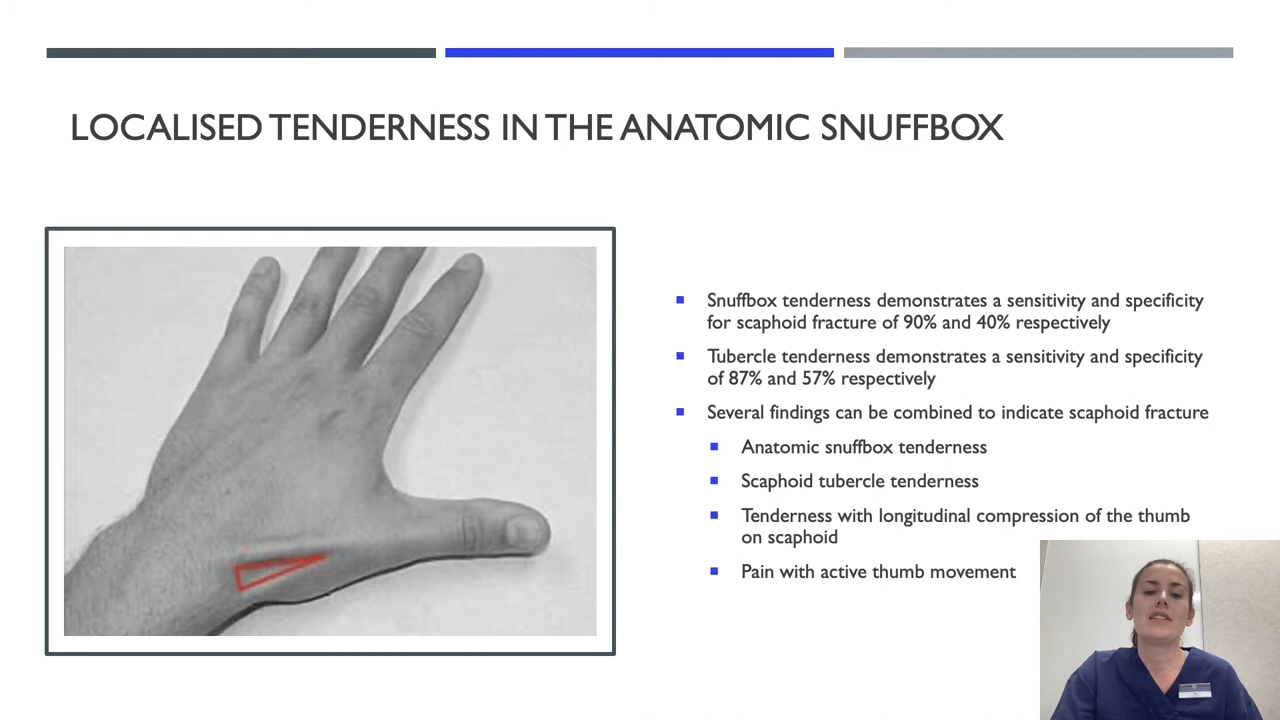 LOCALISED TENDERNESS IN THE ANATOMIC SNUFFBOX
Snuffbox tenderness demonstrates a sensitivity and specificity
for scaphoid fracture of 90% and 40% respectively
Tubercle tenderness demonstrates a sensitivity and specificity
of 87% and 57% respectively
Several findings can be combined to indicate scaphoid fracture
Anatomic snuffbox tenderness
Scaphoid tubercle tenderness
Tenderness with longitudinal compression of the thumb
on scaphoid
Pain with active thumb movement